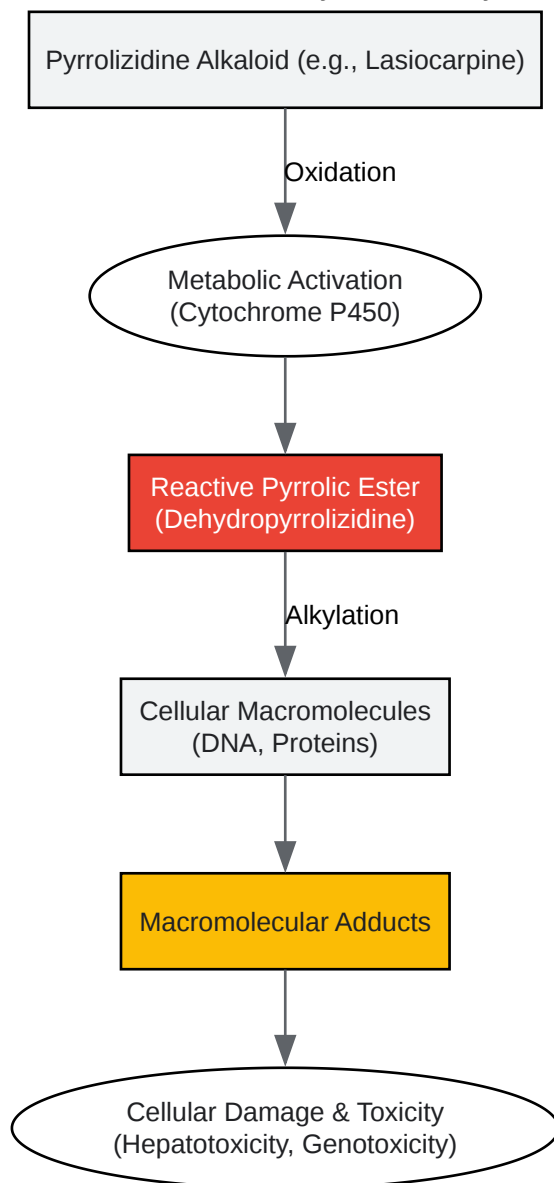 Pyrrolizidine Alkaloid (e.g., Lasiocarpine)
Oxidation
Metabolic Activation
(Cytochrome P450)
Reactive Pyrrolic Ester
(Dehydropyrrolizidine)
Alkylation
Cellular Macromolecules
(DNA, Proteins)
Macromolecular Adducts
Cellular Damage & Toxicity
(Hepatotoxicity, Genotoxicity)